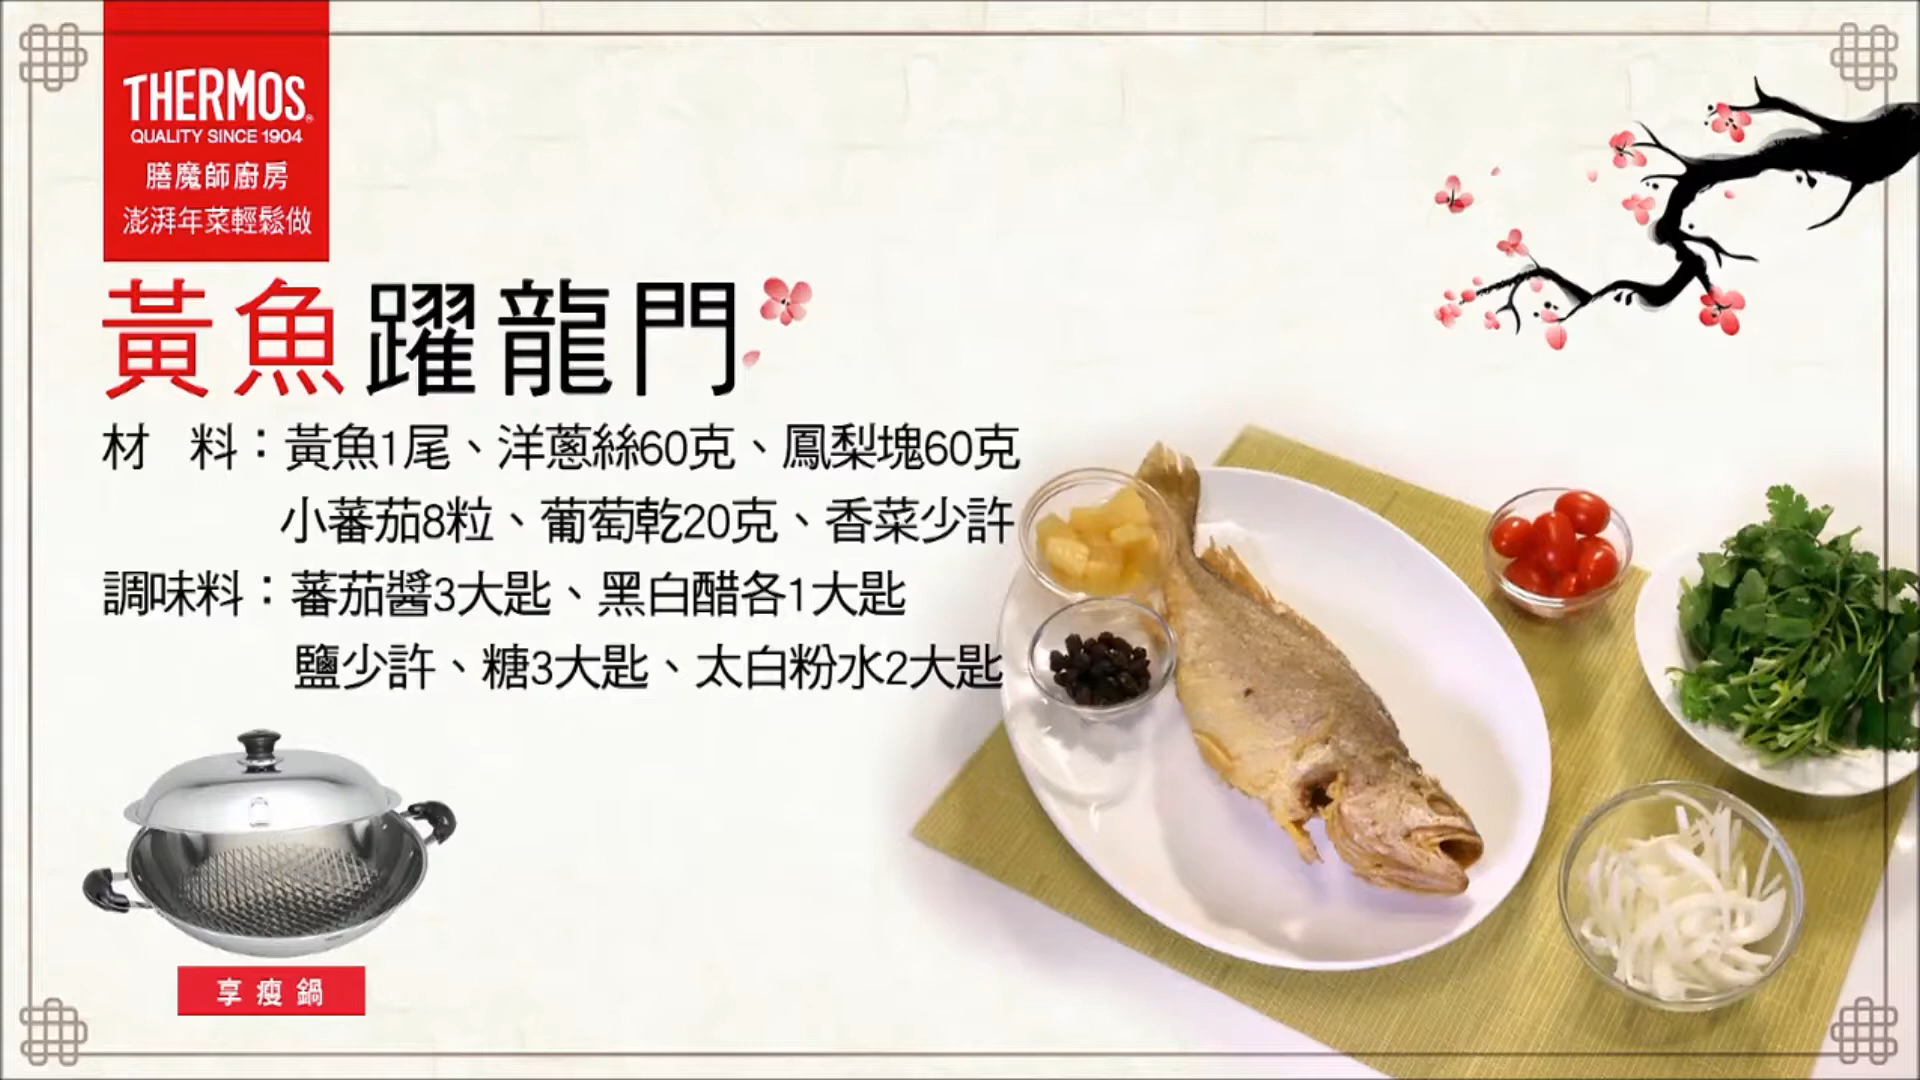 THERMOS®
QUALITY SINCE 1904
膳魔師廚房
澎湃年菜輕鬆做
黃魚躍龍門
材 料：黃魚1尾、洋蔥絲60克、鳳梨塊60克
小蕃茄8粒、葡萄乾20克、香菜少許
調味料：蕃茄醬3大匙、黑白醋各1大匙
鹽少許、糖3大匙、太白粉水2大匙
享瘦鍋